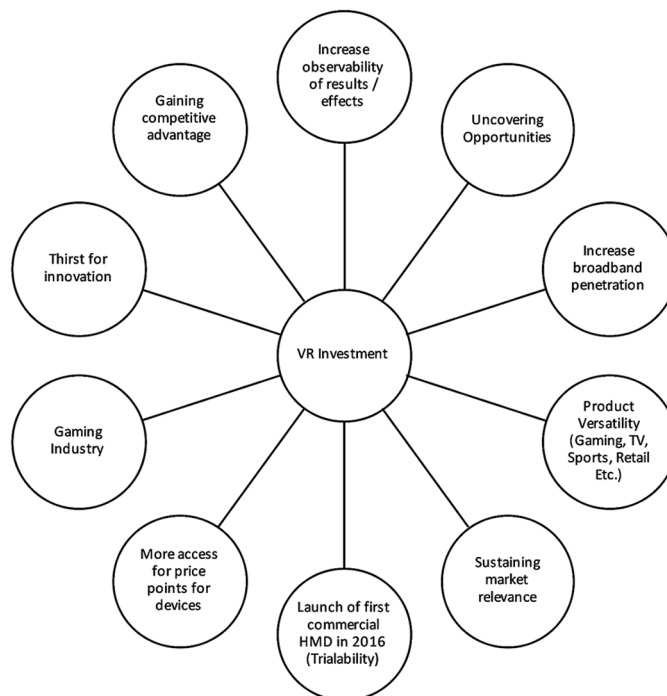 Increase
observability
of results /
effects
Uncovering
Opportunities
Increase
broadband
penetration
Product
Versatility
(Gaming, TV,
Sports, Retail
Etc.)
Sustaining
market
relevance
Launch of first
commercial
HMD in 2016
(Trialability)
More access
for price
points for
devices
Gaming
Industry
Thirst for
innovation
Gaining
competitive
advantage
VR Investment